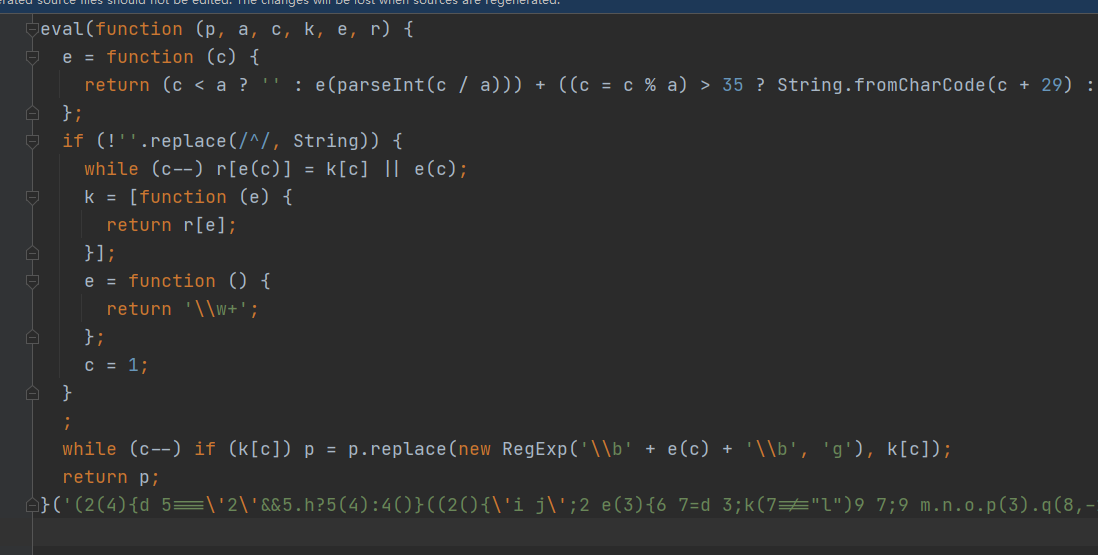 erated source files should not be edited. The changes will be lost when sources are regenerated.
eval(function (p, a, c, k, e, r) {
e = function (c) {
return (c < a ? '' : e(parseInt(c / a))) + ((c = c % a) > 35 ? String.fromCharCode(c + 29) :
};
if (!''.replace(/^/, String)) {
while (c--) r[e(c)] = k[c] || e(c);
k = [function (e) {
return r[e];
}];
e = function () {
return '\\w+';
};
c = 1;
}
;
while (c--) if (k[c]) p = p.replace(new RegExp('\\b' + e(c) + '\\b', 'g'), k[c]);
return p;
}('(2(4){d 5===\'2\'&&5.h?5(4):4()}((2(){\'i j\';2 e(3){6 7=d 3;k(7!=="l")9 7;9 m.n.o.p(3).q(8,-